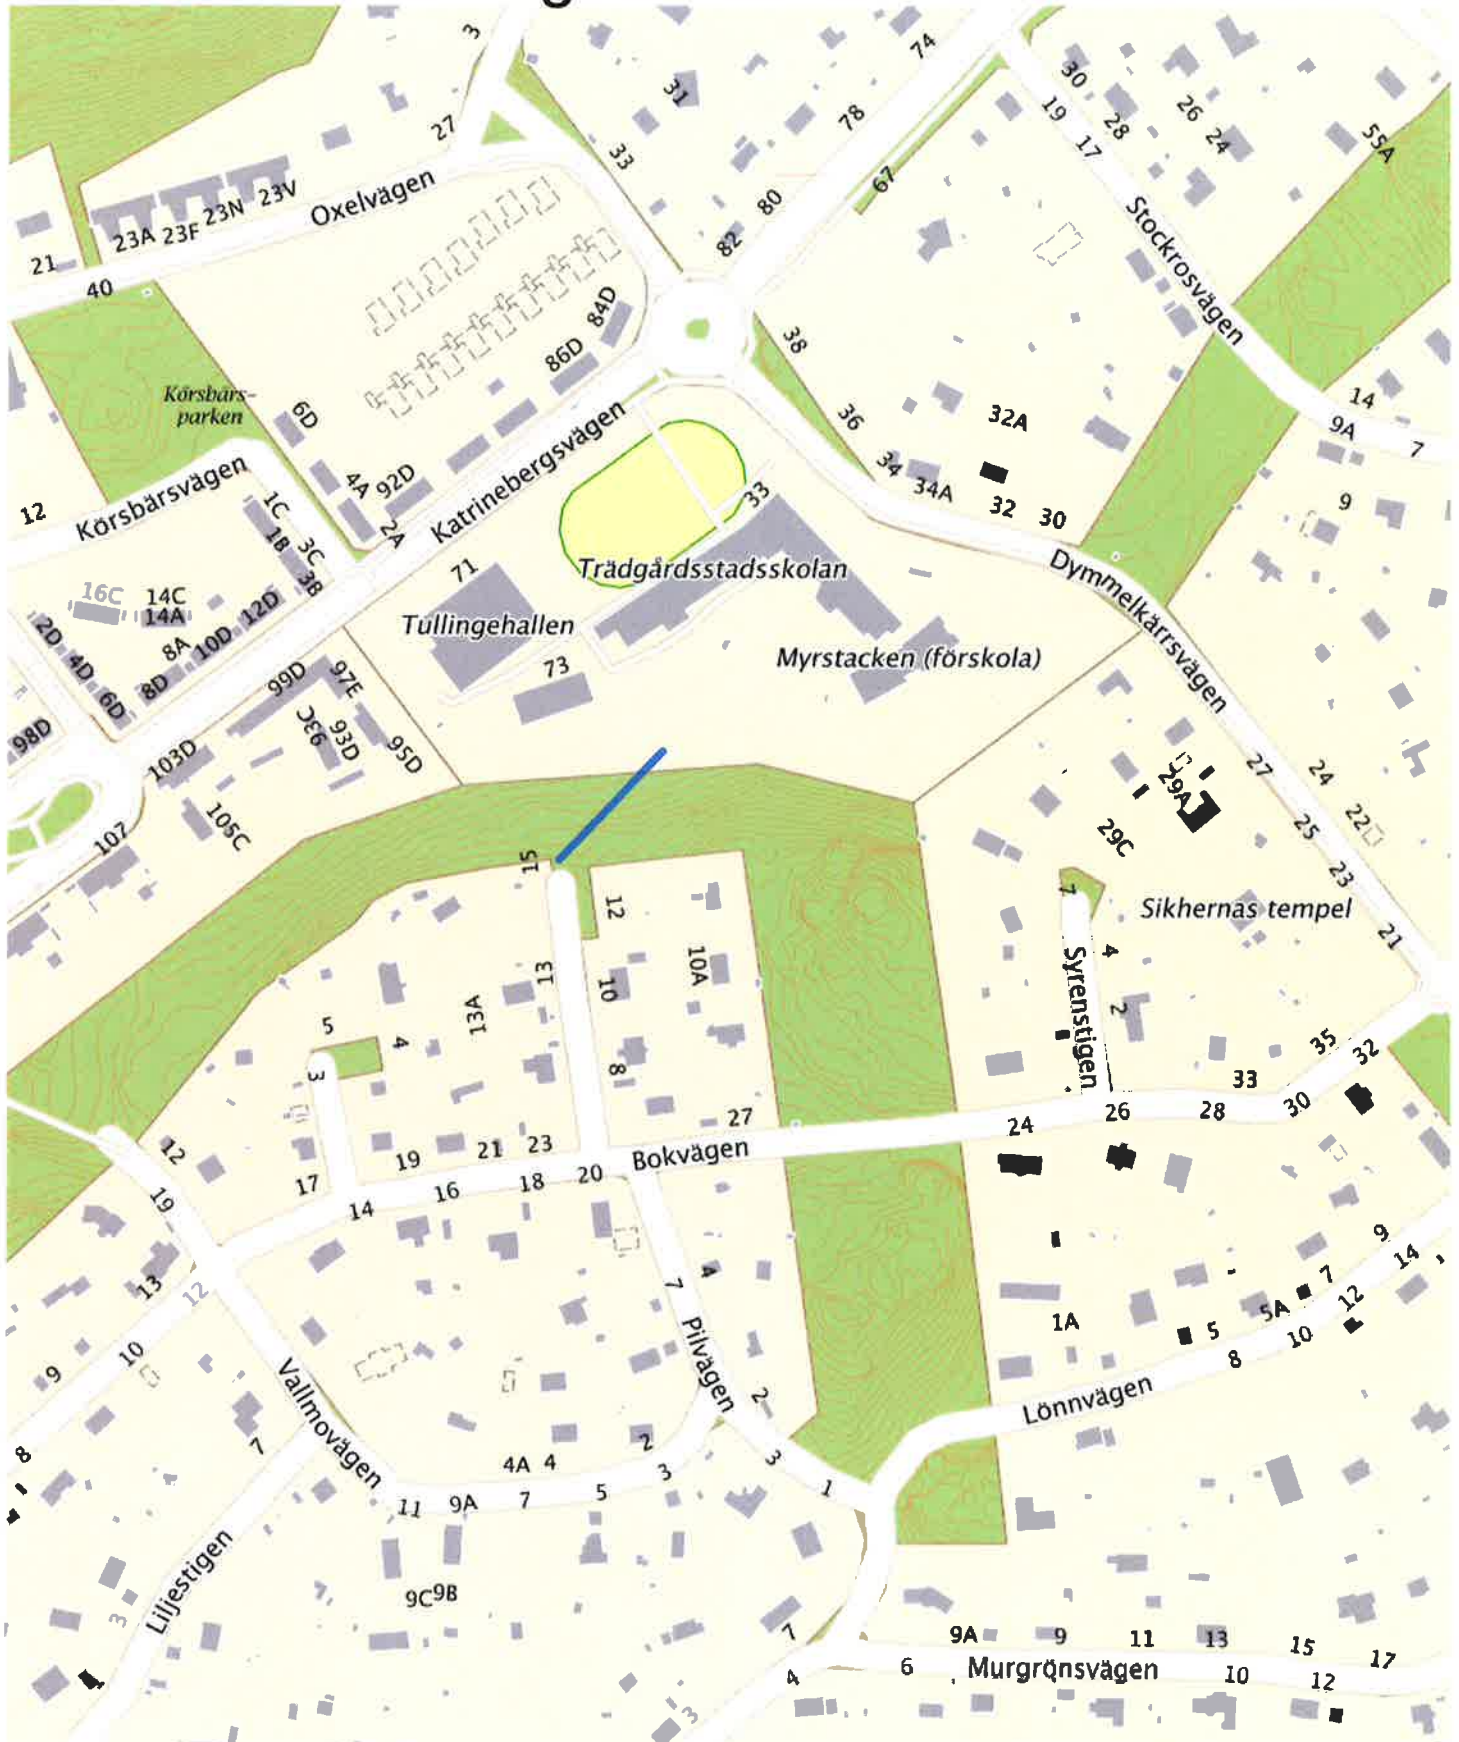 g
3
74
27
31
33
78
30
19
28
17
26
24
55A
67
80
82
23A 23F 23N 23V
Oxelvägen
21
40
Stockrosvägen
84D
86D
38
36
34
34A
32A
32
30
14
9A
7
9
Körsbärs-
parken
6D
4A
92D
2A
12
Körsbärsvägen
1C
1B
3C
3B
Katrinebergsvägen
33
71
Trädgårdsstadsskolan
Tullingehallen
Myrstacken (förskola)
73
Dymmelkärrsvägen
16C
14C
14A
2D
4D
6D
8A
8D
10D
12D
98D
99D
97E
93C
93D
95D
103D
105C
107
27
24
22
25
23
21
29A
29C
Sikhernas tempel
7
4
2
Syrenstigen
15
12
13
10
10A
13A
8
5
4
3
35
32
33
30
28
26
24
27
Bokvägen
23
21
19
17
20
18
16
14
12
19
13
12
10
9
8
7
4
Pilvägen
2
3
1
9
14
7
12
5A
10
5
8
1A
Lönnvägen
Vallmovägen
7
2
4A 4
3
5
7
9A
11
9C 9B
Liljestigen
3
7
4
3
9A
9
11
13
15
17
6
Murgrönsvägen
10
12